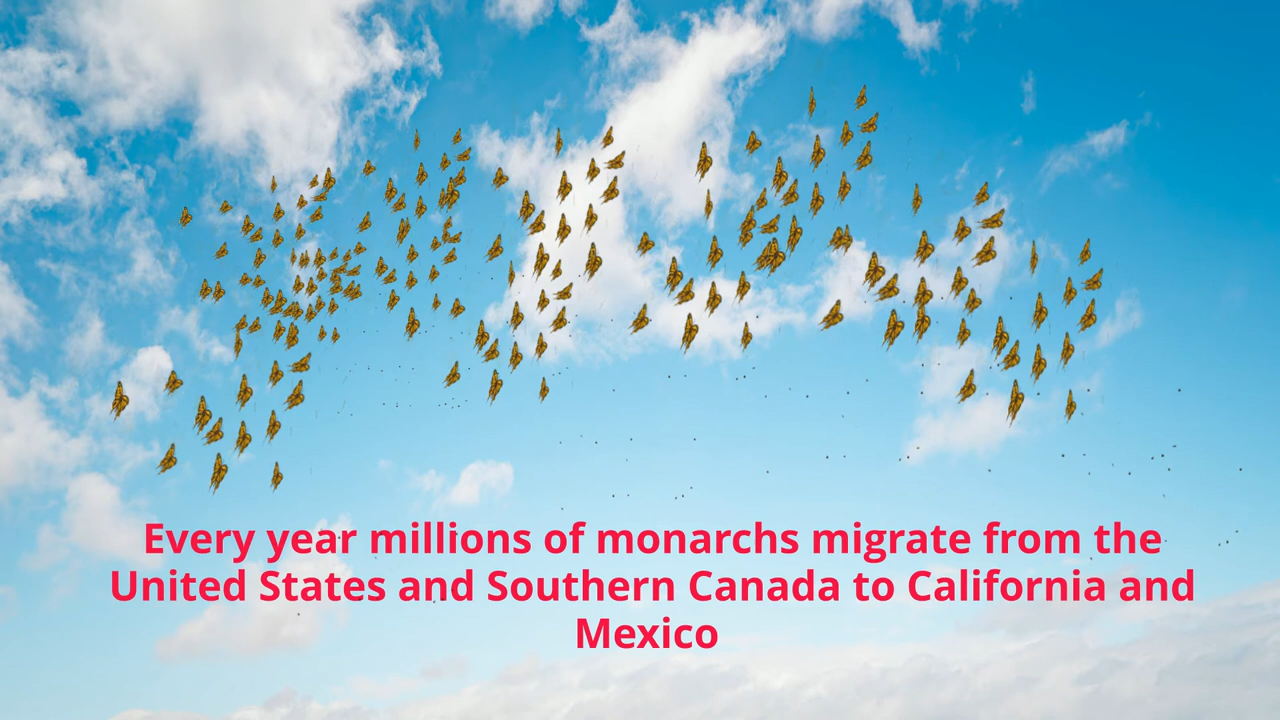 Every year millions of monarchs migrate from the
United States and Southern Canada to California and
Mexico